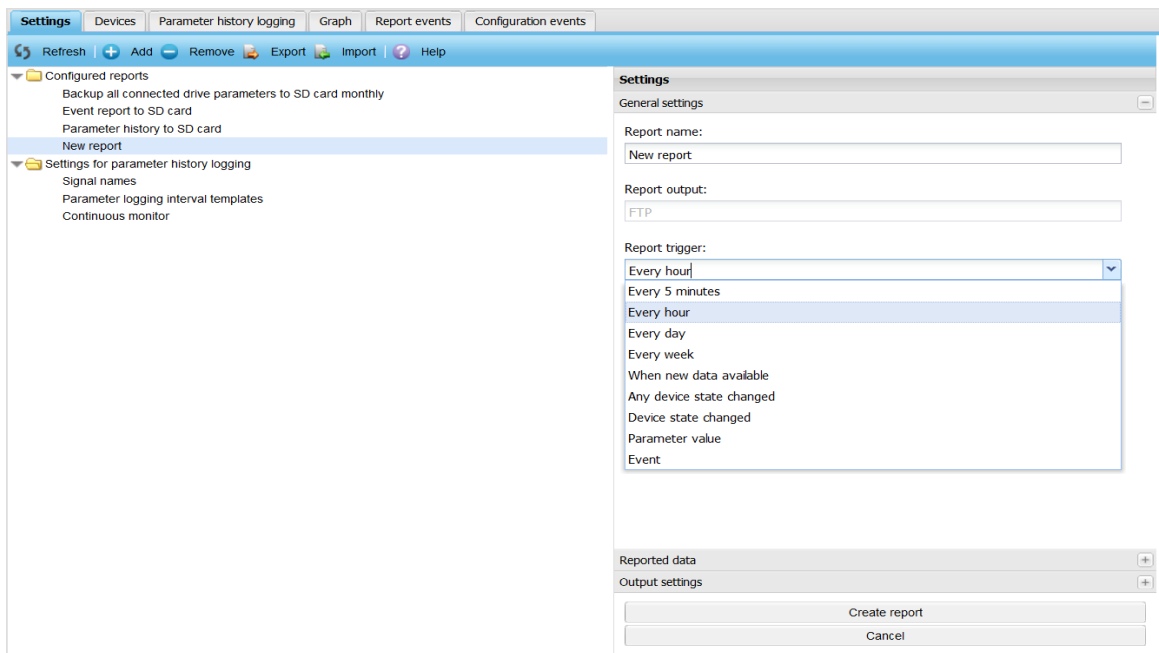 Settings Devices Parameter history logging Graph Report events Configuration events
Refresh Add Remove Export Import Help
Configured reports
Backup all connected drive parameters to SD card monthly
Event report to SD card
Parameter history to SD card
New report
Settings for parameter history logging
Signal names
Parameter logging interval templates
Continuous monitor
Settings
General settings
Report name:
New report
Report output:
FTP
Report trigger:
Every hour
Every 5 minutes
Every hour
Every day
Every week
When new data available
Any device state changed
Device state changed
Parameter value
Event
Reported data
Output settings
Create report
Cancel